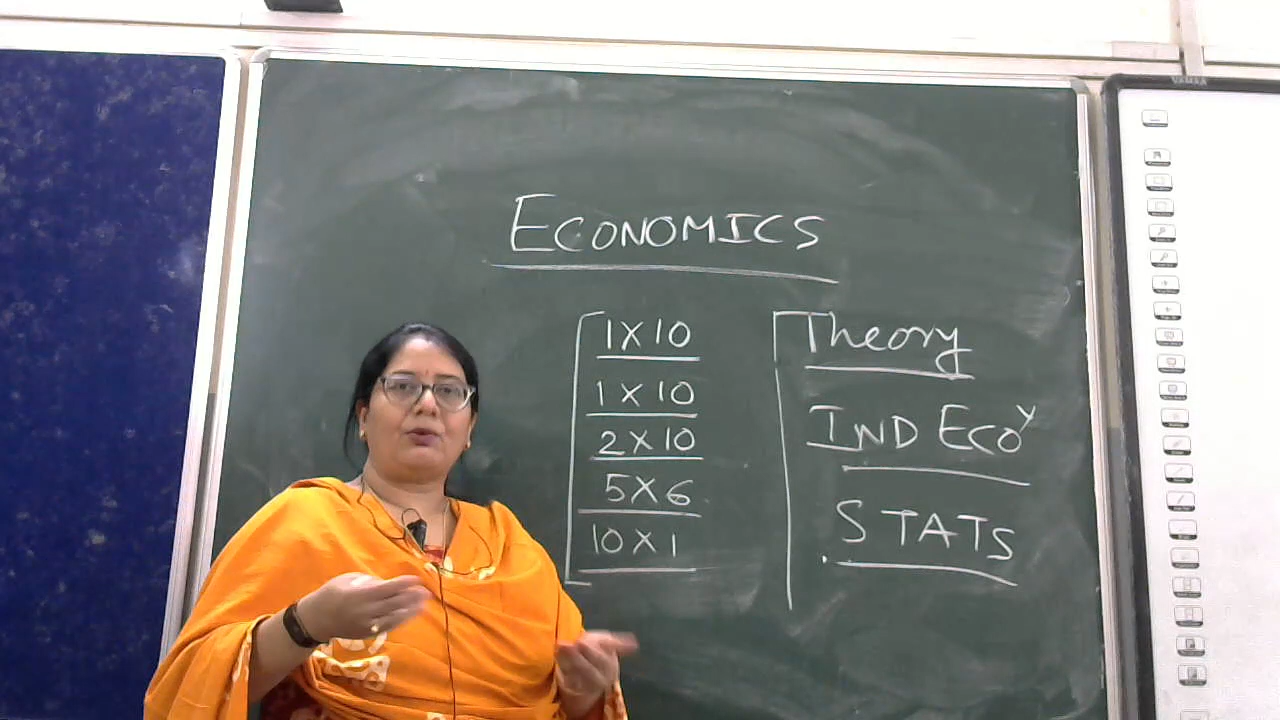 ECONOMICS
1X10
1X10
2X10
5X6
10X1
Theory
IND ECOY
STATS